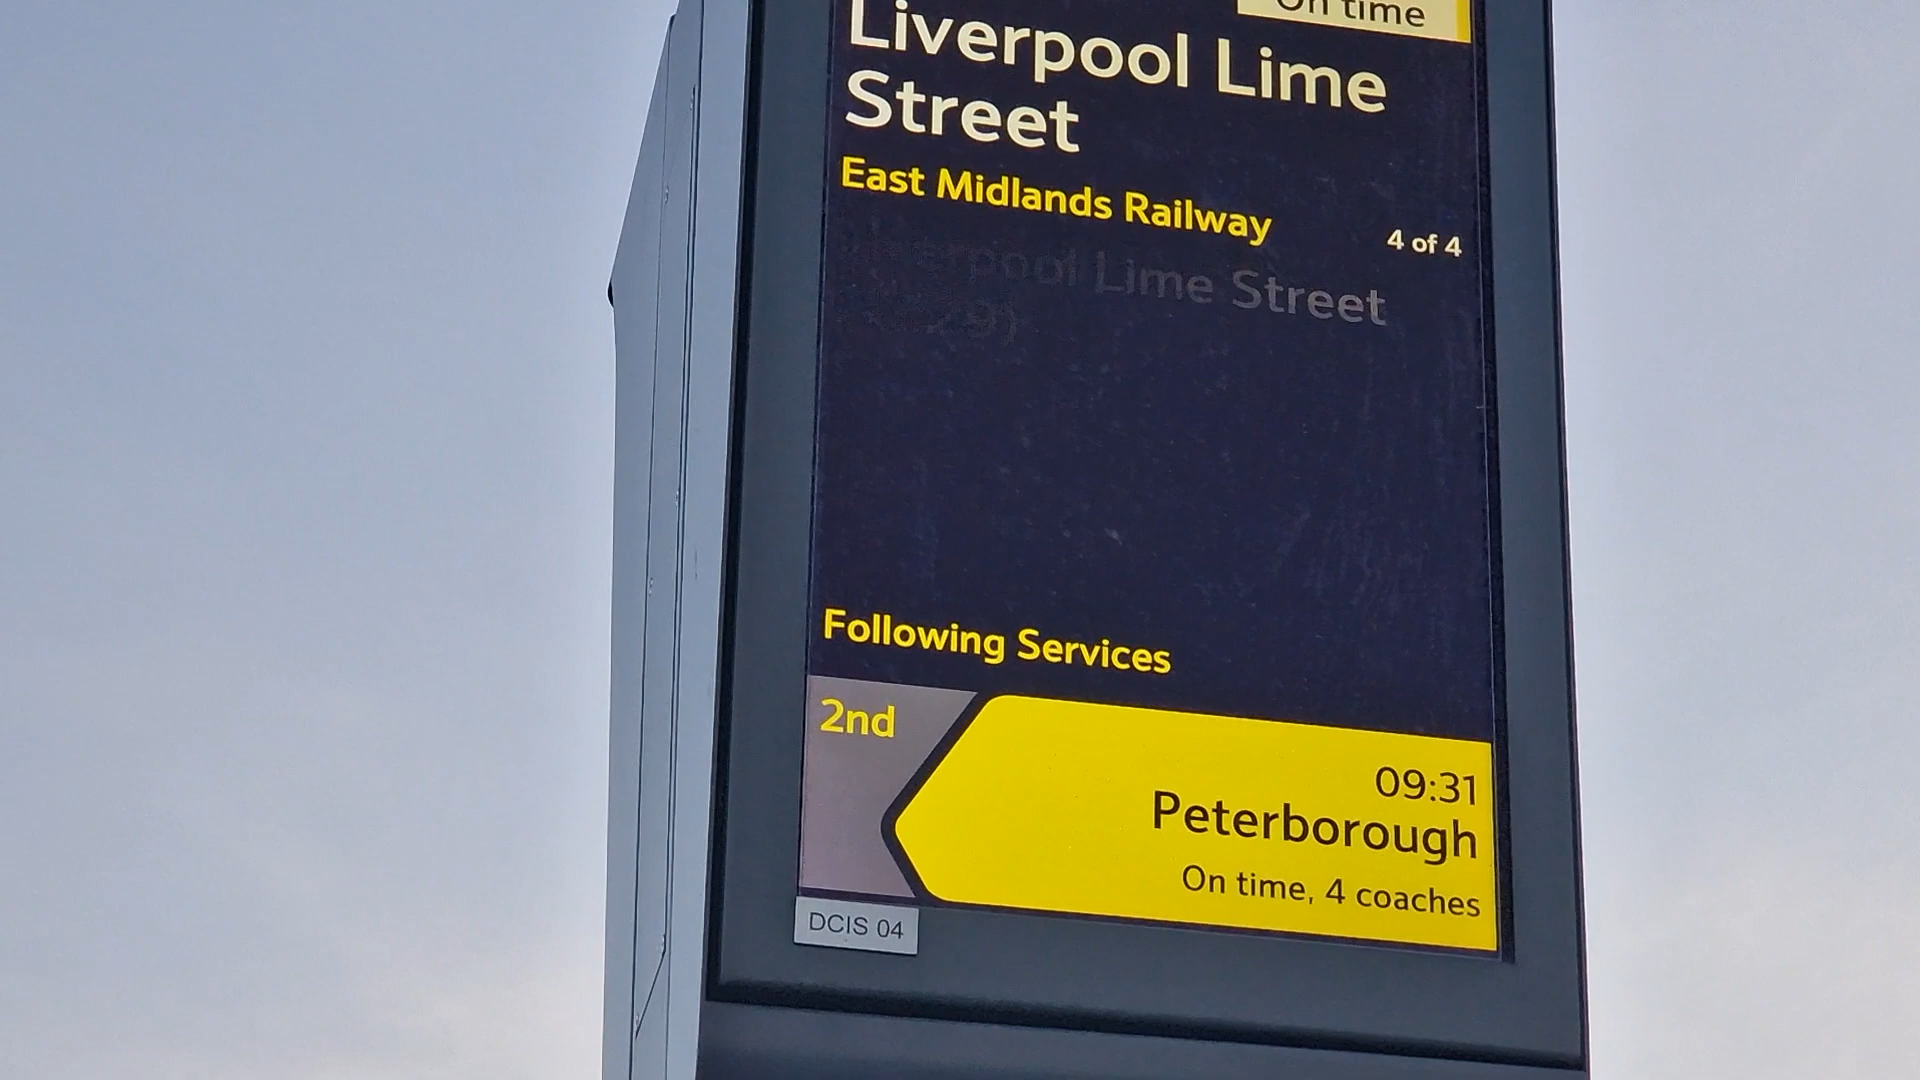 On time
Liverpool Lime
Street
East Midlands Railway
4 of 4
Liverpool Lime Street
Following Services
2nd
09:31
Peterborough
On time, 4 coaches
DCIS 04